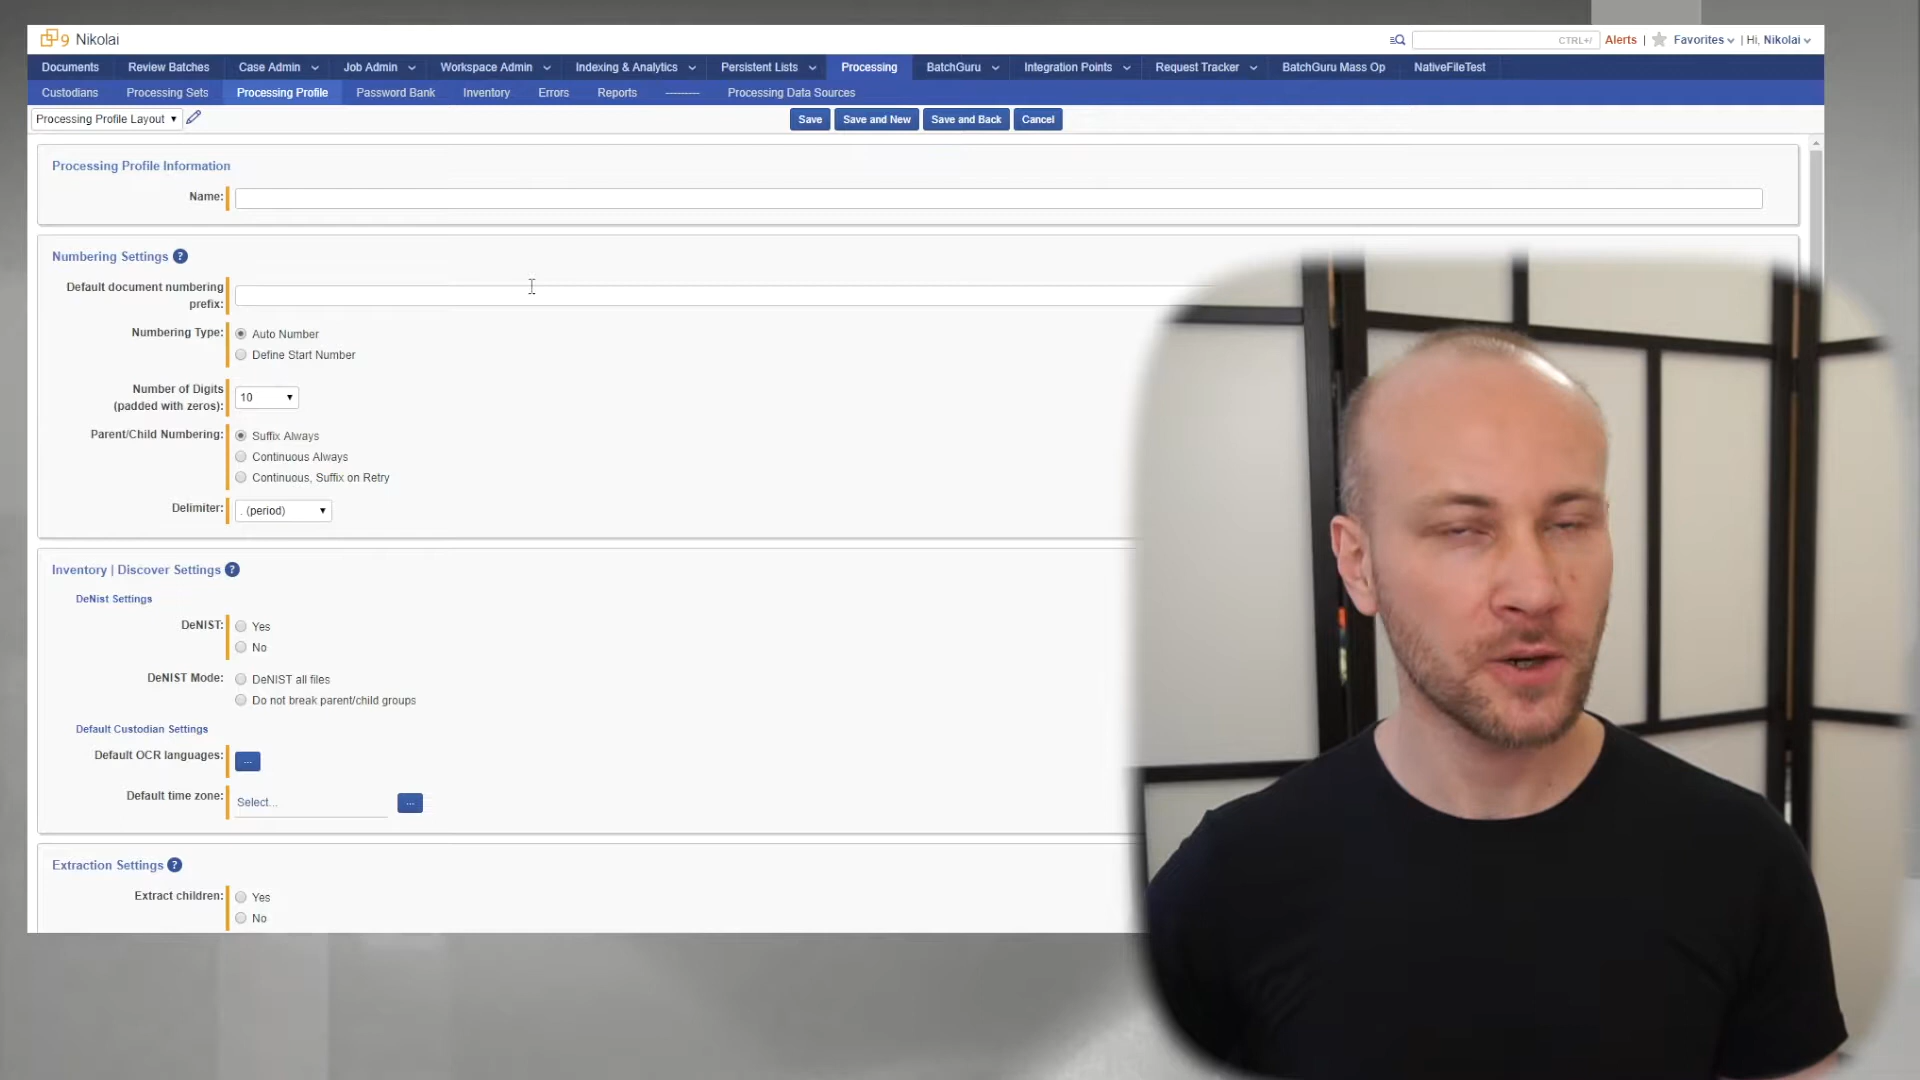 9 Nikolai
CTRL+/ Alerts | Favorites | Hi, Nikolai
Documents Review Batches Case Admin Job Admin Workspace Admin Indexing & Analytics Persistent Lists Processing BatchGuru Integration Points Request Tracker BatchGuru Mass Op NativeFileTest
Custodians Processing Sets Processing Profile Password Bank Inventory Errors Reports ---------- Processing Data Sources
Processing Profile Layout Save Save and New Save and Back Cancel
Processing Profile Information
Name:
Numbering Settings ?
Default document numbering
prefix:
Numbering Type: Auto Number
Define Start Number
Number of Digits
(padded with zeros): 10
Parent/Child Numbering: Suffix Always
Continuous Always
Continuous, Suffix on Retry
Delimiter: . (period)
Inventory | Discover Settings ?
DeNist Settings
DeNIST: Yes
No
DeNIST Mode: DeNIST all files
Do not break parent/child groups
Default Custodian Settings
Default OCR languages: ...
Default time zone: Select... ...
Extraction Settings ?
Extract children: Yes
No